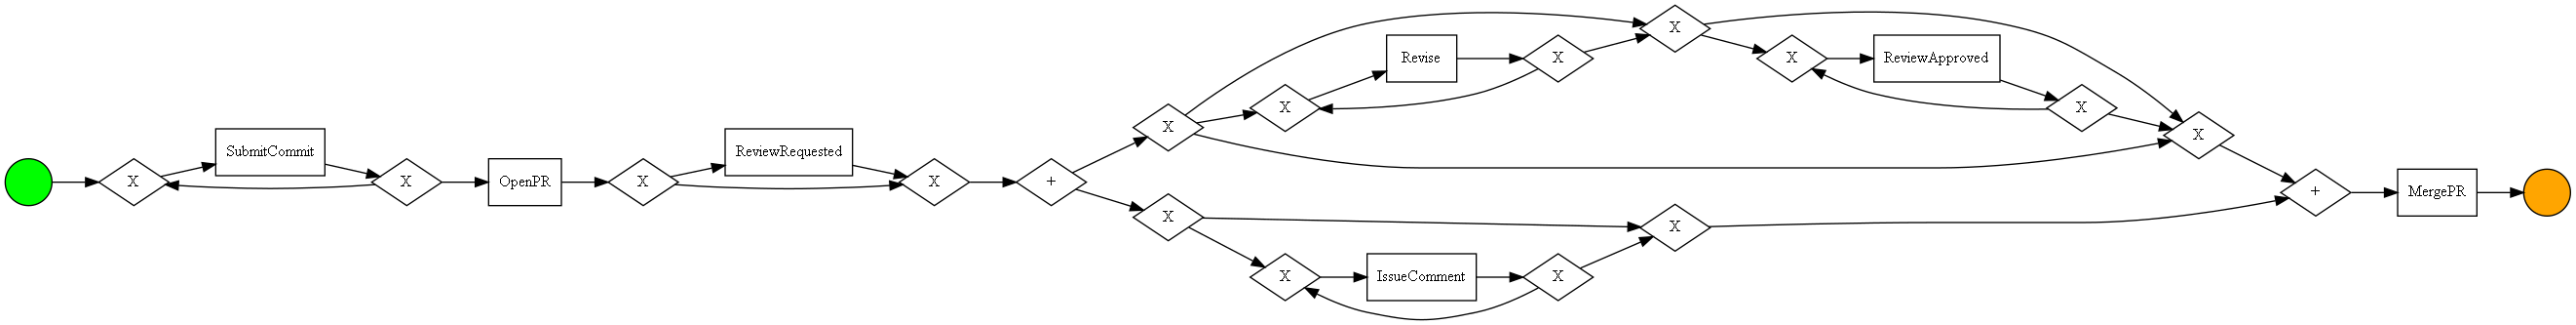 X
SubmitCommit
X
OpenPR
X
ReviewRequested
X
+
X
X
Revise
X
X
X
ReviewApproved
X
X
X
X
IssueComment
X
X
+
MergePR